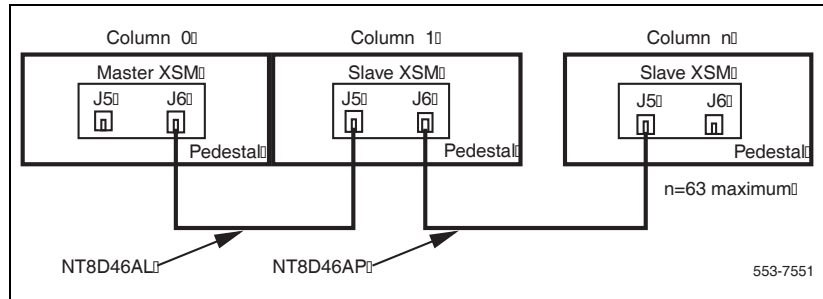 Column 0
Column 1
Column n
Master XSM
Slave XSM
Slave XSM
J5
J6
J5
J6
J5
J6
Pedestal
Pedestal
Pedestal
n=63 maximum
NT8D46AL
NT8D46AP
553-7551